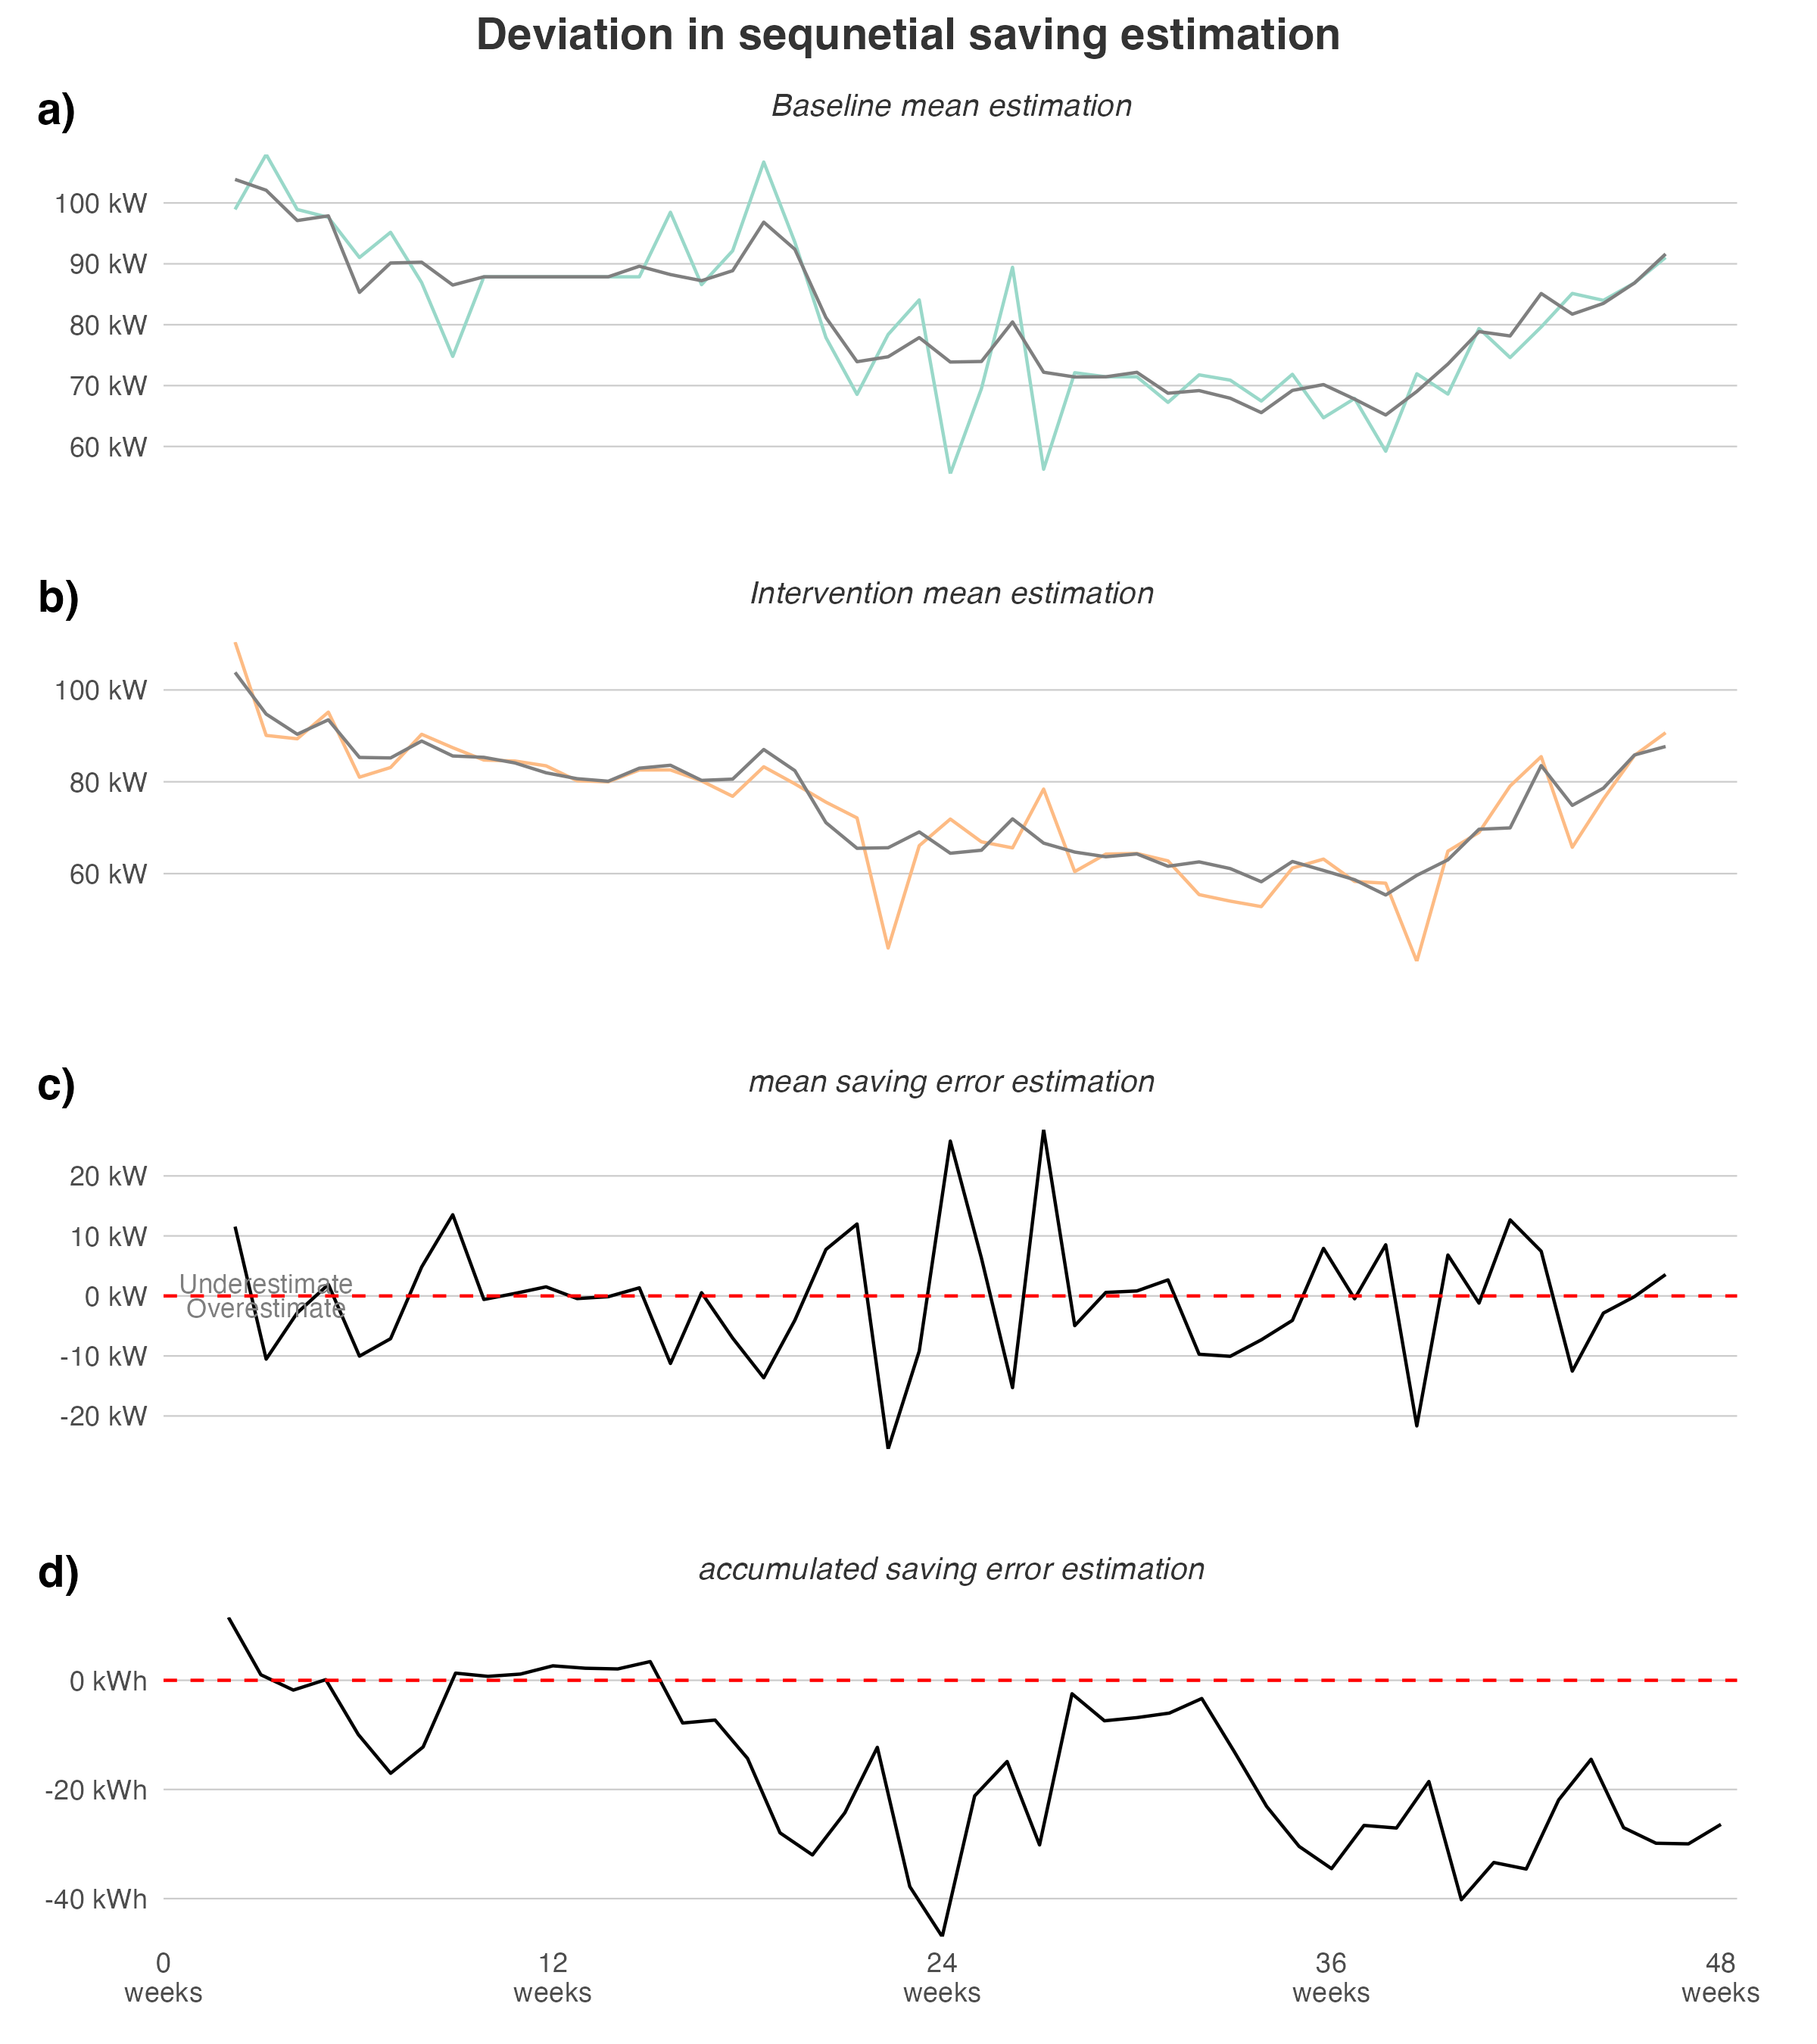 Deviation in sequnetial saving estimation
a)
Baseline mean estimation
100 kW
90 kW
80 kW
70 kW
60 kW
b)
Intervention mean estimation
100 kW
80 kW
60 kW
c)
mean saving error estimation
20 kW
10 kW
Underestimate
0 kW
Overestimate
-10 kW
-20 kW
d)
accumulated saving error estimation
0 kWh
-20 kWh
-40 kWh
0 12 24 36 48
weeks weeks weeks weeks weeks